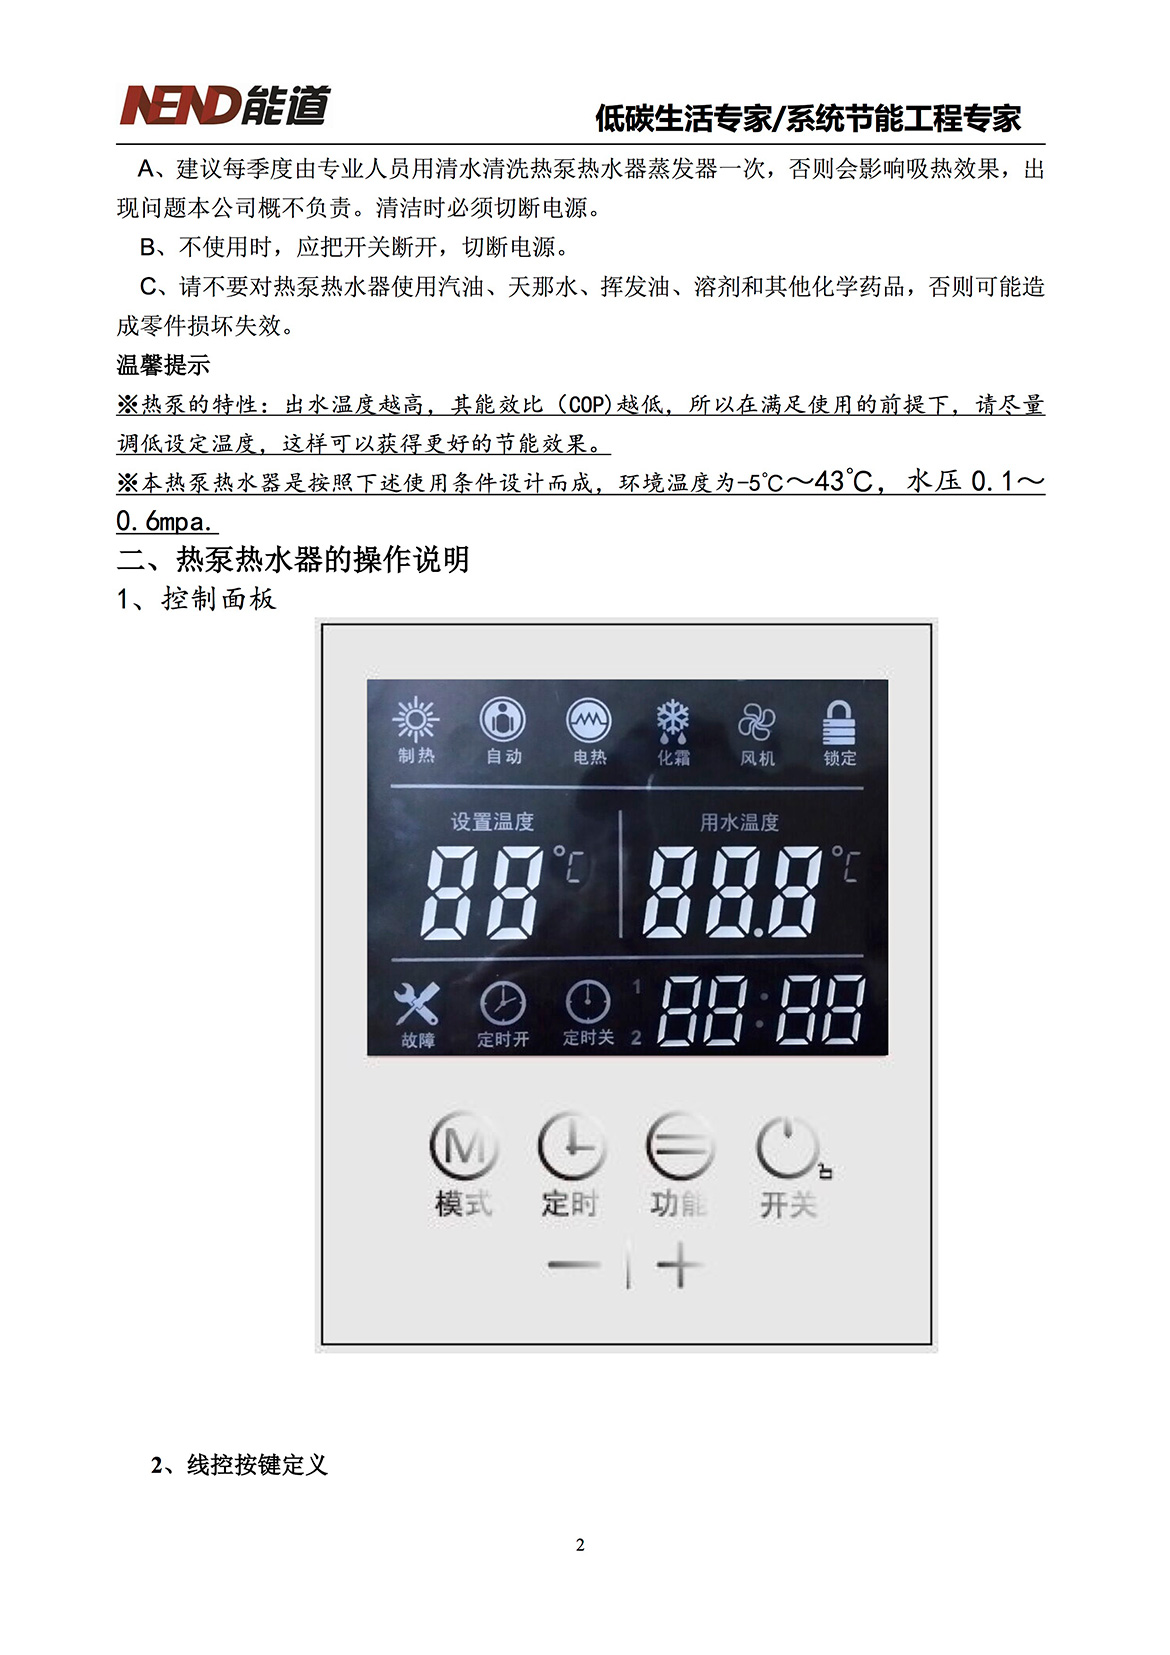 NEND能道
低碳生活专家/系统节能工程专家
A、建议每季度由专业人员用清水清洗热泵热水器蒸发器一次，否则会影响吸热效果，出
现问题本公司概不负责。清洁时必须切断电源。
B、不使用时，应把开关断开，切断电源。
C、请不要对热泵热水器使用汽油、天那水、挥发油、溶剂和其他化学药品，否则可能造
成零件损坏失效。
温馨提示
※热泵的特性：出水温度越高，其能效比（COP)越低，所以在满足使用的前提下，请尽量
调低设定温度，这样可以获得更好的节能效果。
※本热泵热水器是按照下述使用条件设计而成，环境温度为-5℃～43℃，水压 0.1～
0.6mpa.
二、热泵热水器的操作说明
1、控制面板
制热 自动 电热 化霜 风机 锁定
设置温度 用水温度
88℃ 88.8℃
故障 定时开 定时关 1 2 88:88
M
模式 定时 功能 开关
— | +
2、线控按键定义
2